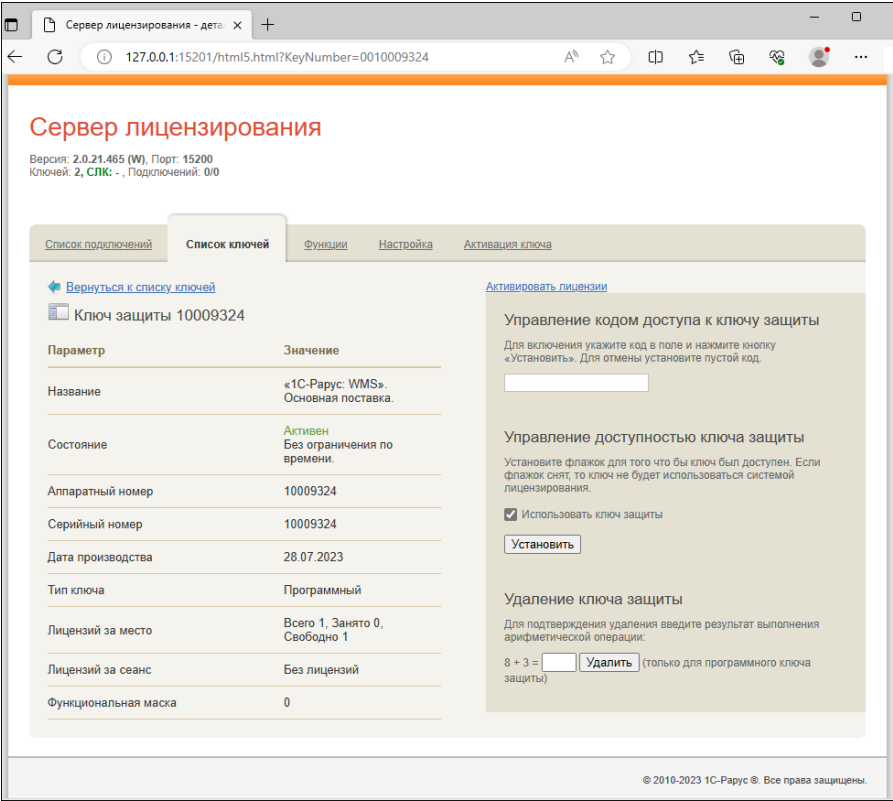 Сервер лицензирования - дета
127.0.0.1:15201/html5.html?KeyNumber=0010009324
Сервер лицензирования
Версия: 2.0.21.465 (W), Порт: 15200
Ключей: 2, СЛК: - , Подключений: 0/0
Список подключений
Список ключей
Функции
Настройка
Активация ключа
Вернуться к списку ключей
Ключ защиты 10009324
Параметр Значение
Название «1С-Рарус: WMS».
Основная поставка.
Состояние Активен
Без ограничения по
времени.
Аппаратный номер 10009324
Серийный номер 10009324
Дата производства 28.07.2023
Тип ключа Программный
Лицензий за место Всего 1, Занято 0,
Свободно 1
Лицензий за сеанс Без лицензий
Функциональная маска 0
Активировать лицензии
Управление кодом доступа к ключу защиты
Для включения укажите код в поле и нажмите кнопку
«Установить». Для отмены установите пустой код.
Управление доступностью ключа защиты
Установите флажок для того что бы ключ был доступен. Если
флажок снят, то ключ не будет использоваться системой
лицензирования.
Использовать ключ защиты
Установить
Удаление ключа защиты
Для подтверждения удаления введите результат выполнения
арифметической операции:
8 + 3 = Удалить (только для программного ключа
защиты)
© 2010-2023 1С-Рарус ®. Все права защищены.